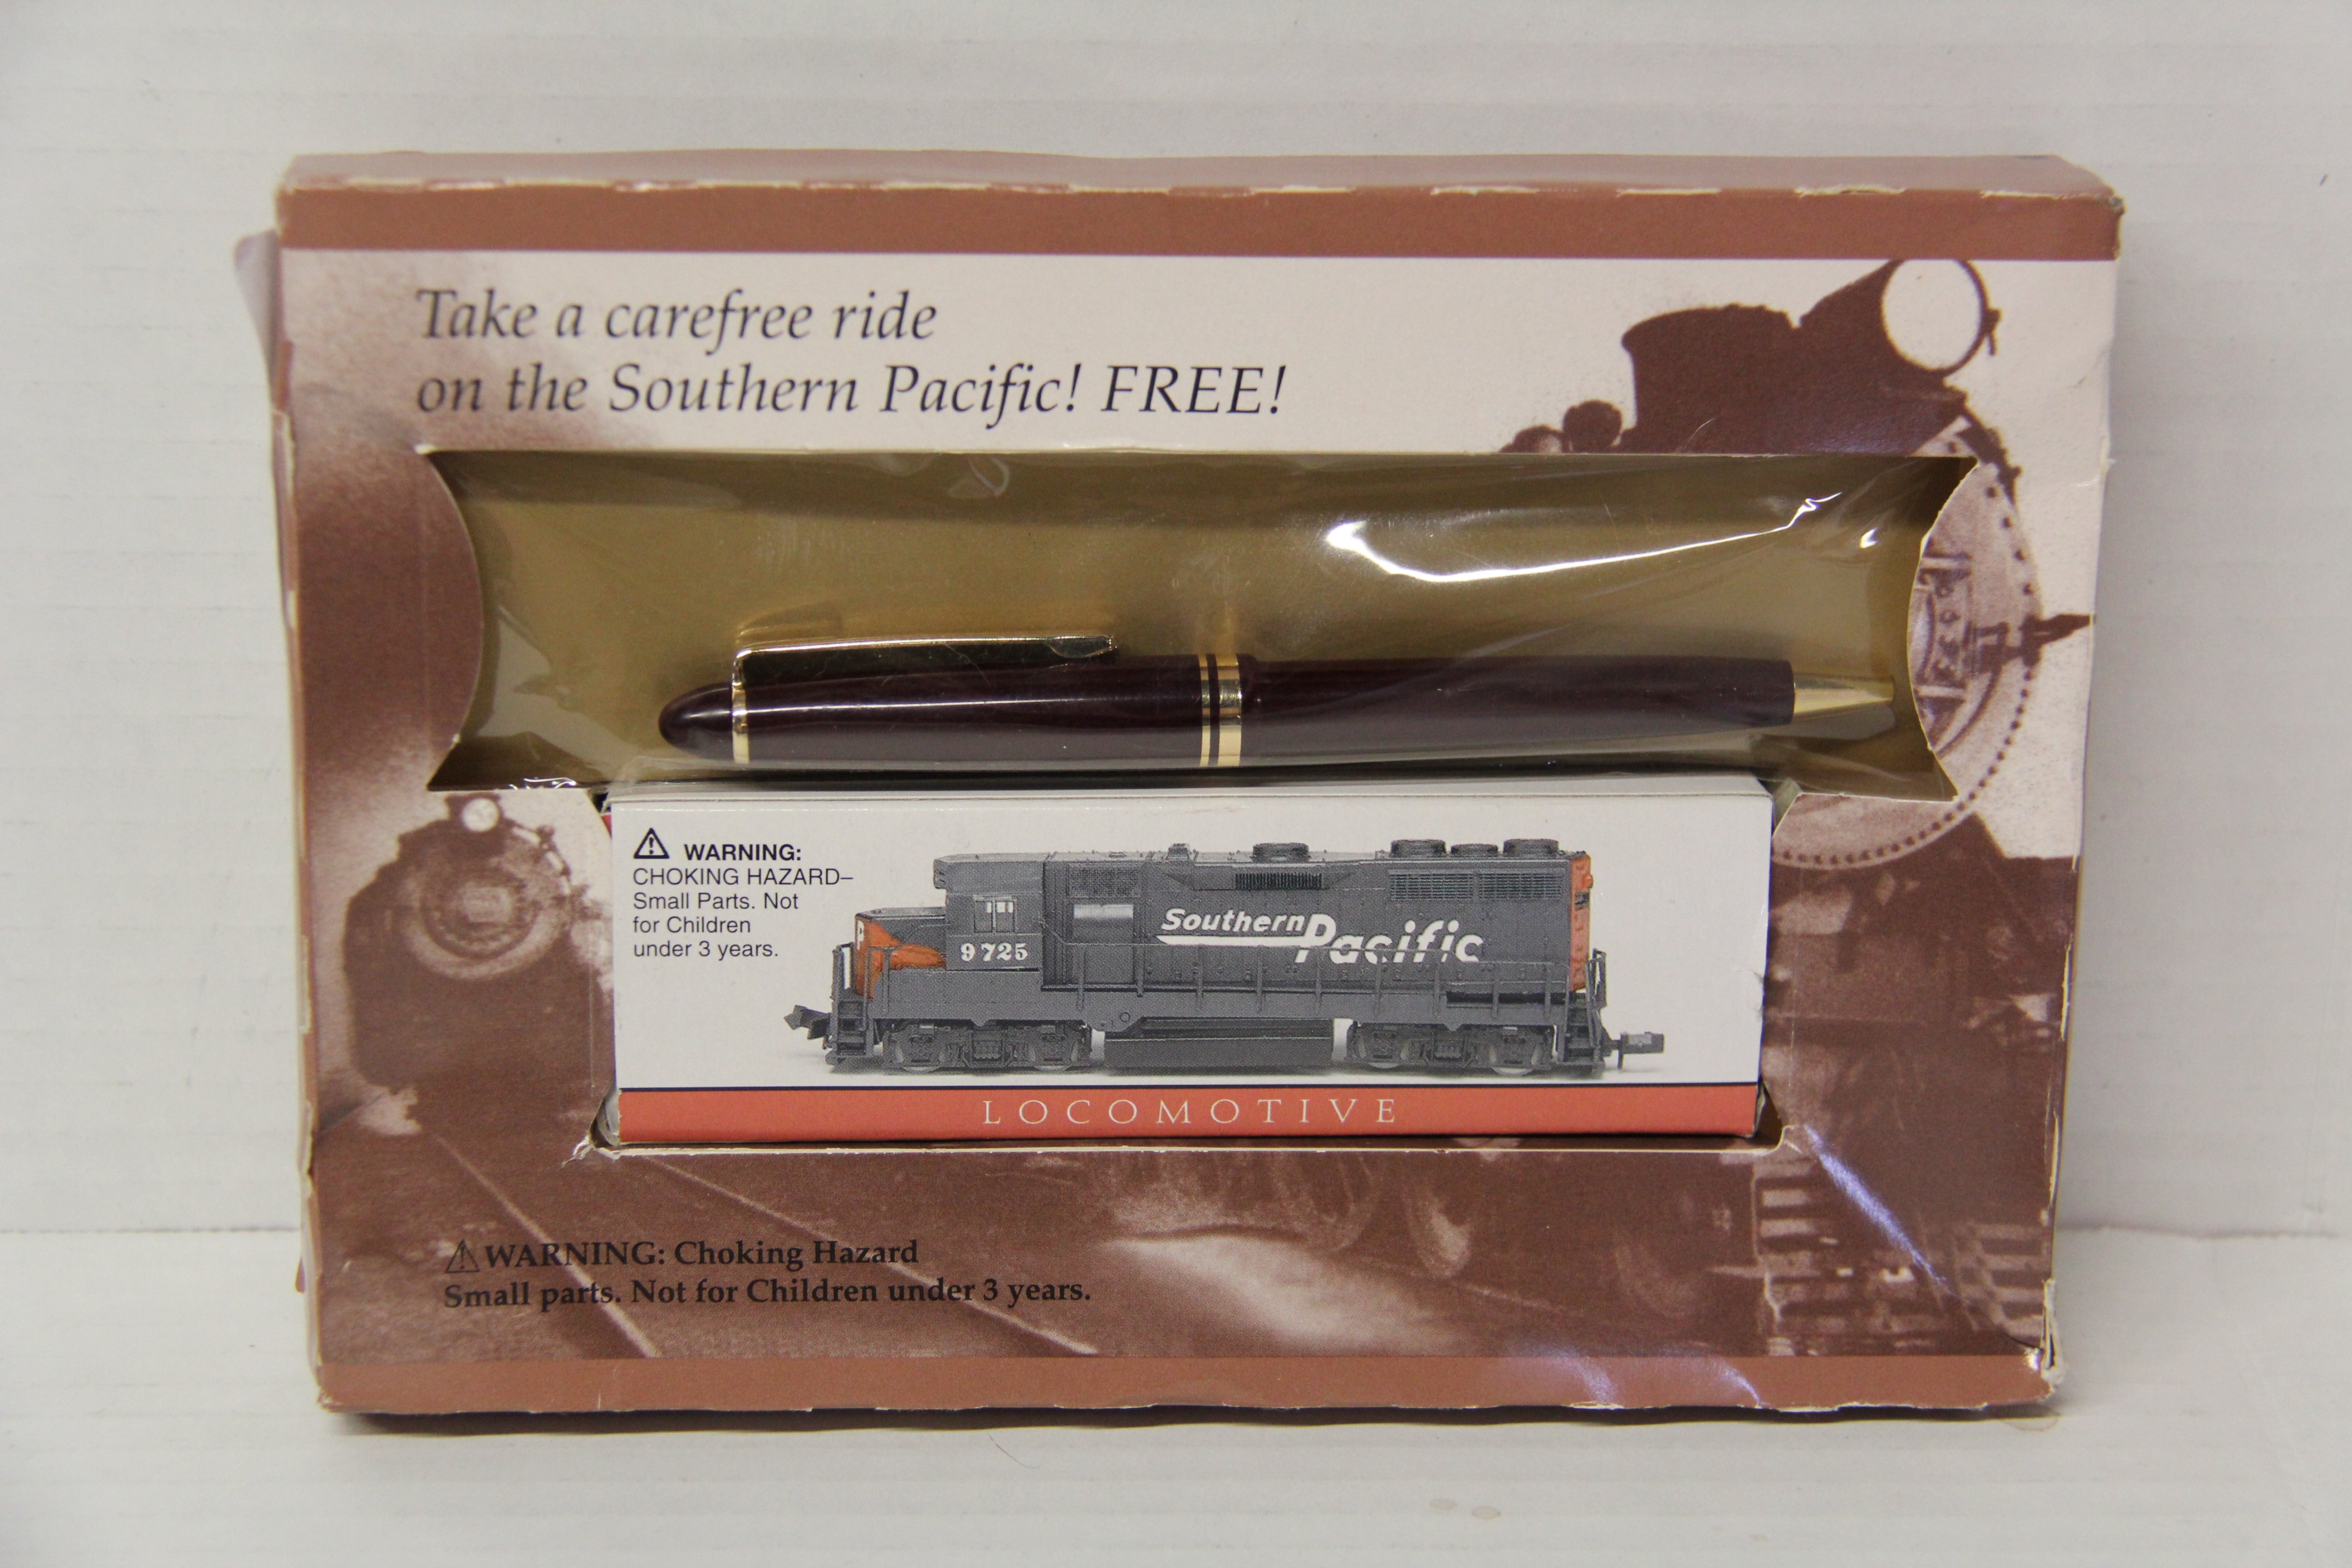 Take a carefree ride
on the Southern Pacific! FREE!
⚠ WARNING:
CHOKING HAZARD–
Small Parts. Not
for Children
under 3 years.
Southern
Pacific
9725
LOCOMOTIVE
⚠WARNING: Choking Hazard
Small parts. Not for Children under 3 years.